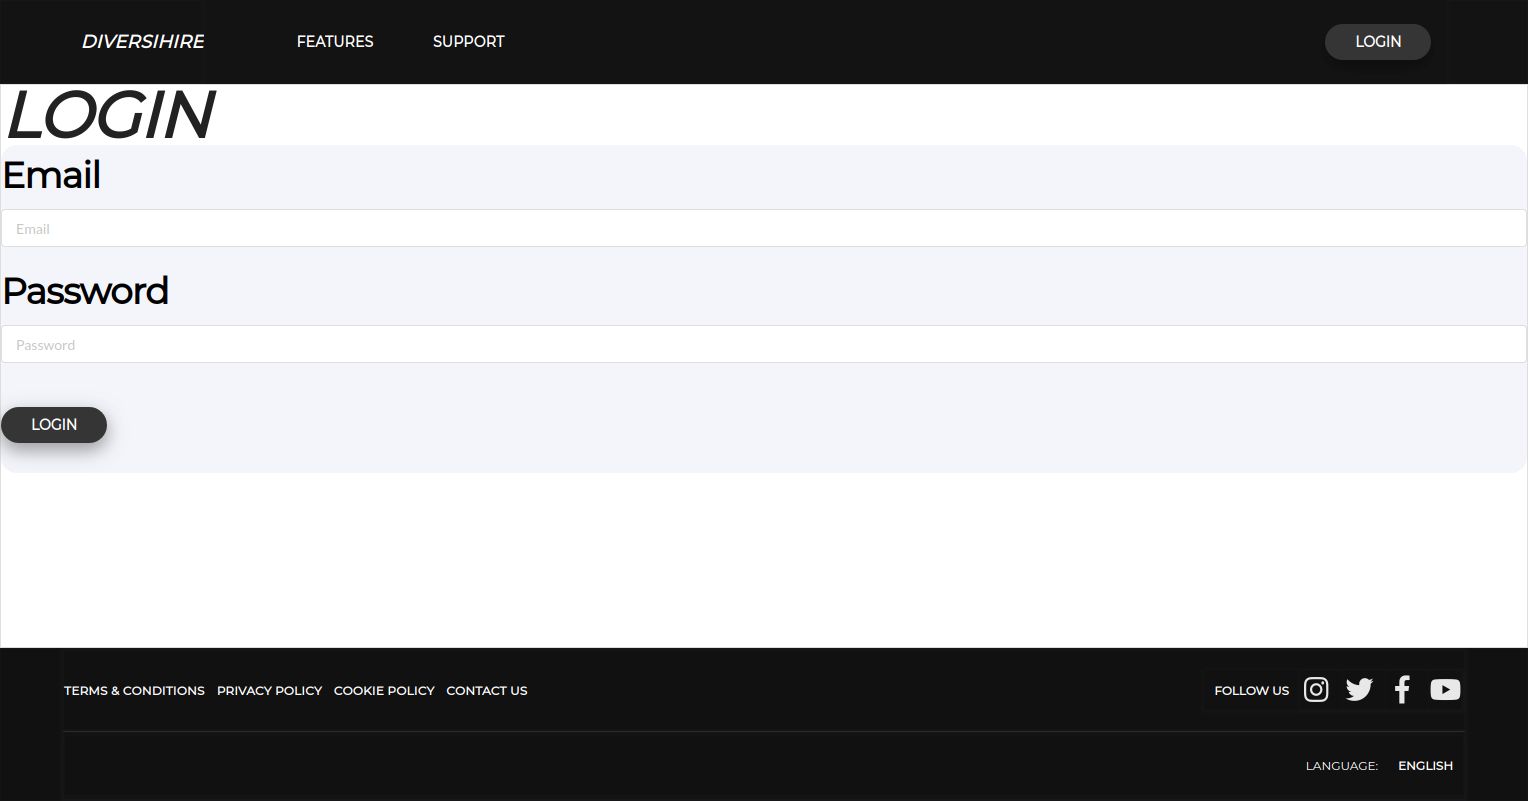 DIVERSIHIRE FEATURES SUPPORT LOGIN
LOGIN
Email
Email
Password
Password
LOGIN
TERMS & CONDITIONS PRIVACY POLICY COOKIE POLICY CONTACT US FOLLOW US
LANGUAGE: ENGLISH